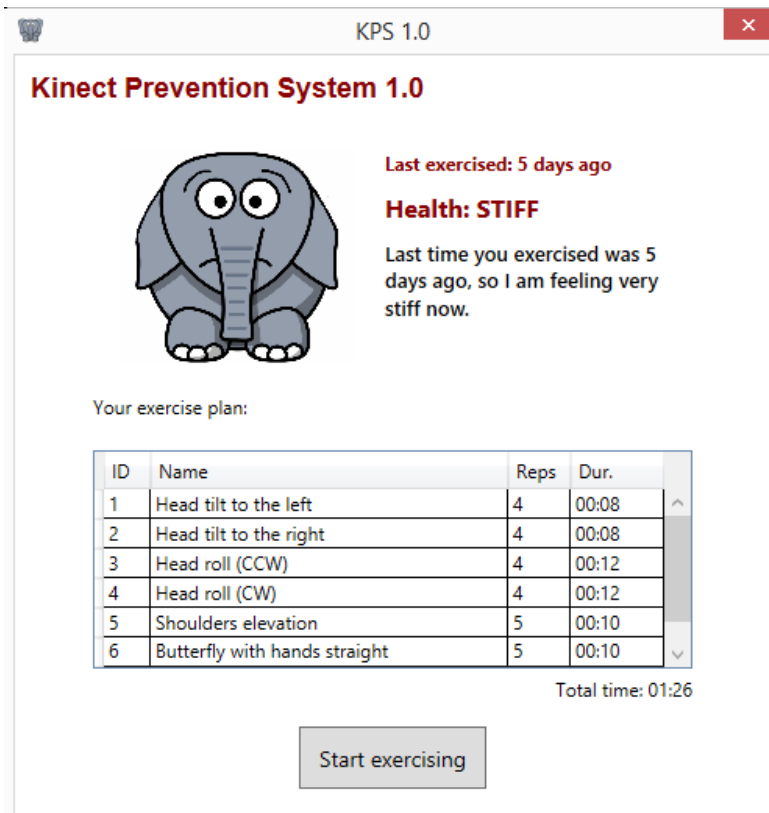 KPS 1.0
Kinect Prevention System 1.0
Last exercised: 5 days ago
Health: STIFF
Last time you exercised was 5
days ago, so I am feeling very
stiff now.
Your exercise plan:
ID Name Reps Dur.
1 Head tilt to the left 4 00:08
2 Head tilt to the right 4 00:08
3 Head roll (CCW) 4 00:12
4 Head roll (CW) 4 00:12
5 Shoulders elevation 5 00:10
6 Butterfly with hands straight 5 00:10
Total time: 01:26
Start exercising